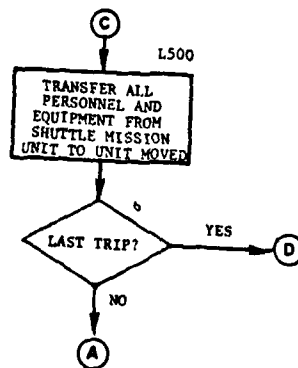 C
L500
TRANSFER ALL
PERSONNEL AND
EQUIPMENT FROM
SHUTTLE MISSION
UNIT TO UNIT MOVED
6
LAST TRIP?
YES
D
NO
A